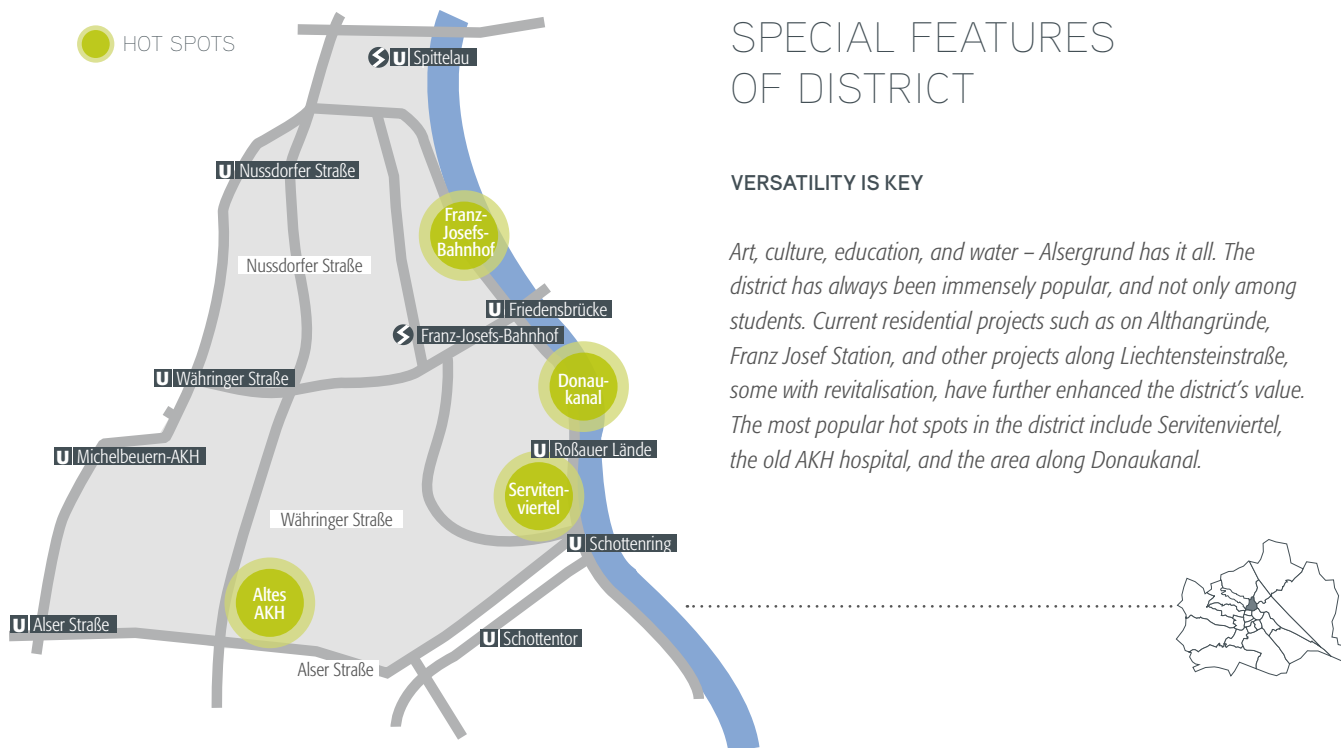 HOT SPOTS
U Spittelau
U Nussdorfer Straße
Franz-
Josefs-
Bahnhof
Nussdorfer Straße
U Friedensbrücke
Franz-Josefs-Bahnhof
U Währinger Straße
Donau-
kanal
U Michelbeuern-AKH
U Roßauer Lände
Serviten-
viertel
Währinger Straße
U Schottenring
Altes
AKH
U Alser Straße
U Schottentor
Alser Straße
SPECIAL FEATURES
OF DISTRICT
VERSATILITY IS KEY
Art, culture, education, and water – Alsergrund has it all. The
district has always been immensely popular, and not only among
students. Current residential projects such as on Althangründe,
Franz Josef Station, and other projects along Liechtensteinstraße,
some with revitalisation, have further enhanced the district's value.
The most popular hot spots in the district include Servitenviertel,
the old AKH hospital, and the area along Donaukanal.